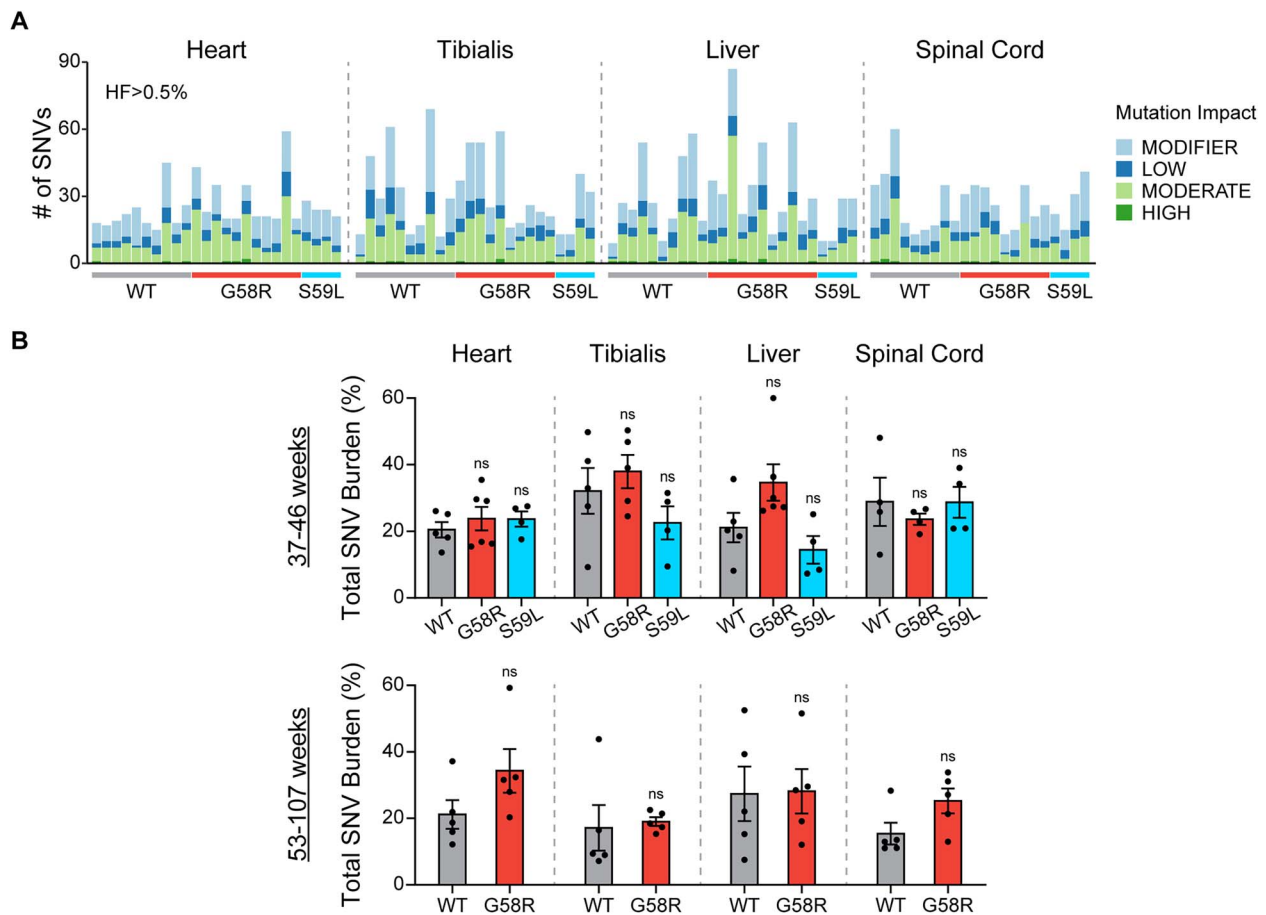 A
Heart Tibialis Liver Spinal Cord
90
60
30
0
# of SNVs
HF>0.5%
WT G58R S59L WT G58R S59L WT G58R S59L WT G58R S59L
Mutation Impact
MODIFIER
LOW
MODERATE
HIGH
B
Heart Tibialis Liver Spinal Cord
37-46 weeks
Total SNV Burden (%)
60
40
20
0
ns ns ns ns ns ns ns ns
WT G58R S59L WT G58R S59L WT G58R S59L WT G58R S59L
53-107 weeks
Total SNV Burden (%)
60
40
20
0
ns ns ns ns
WT G58R WT G58R WT G58R WT G58R